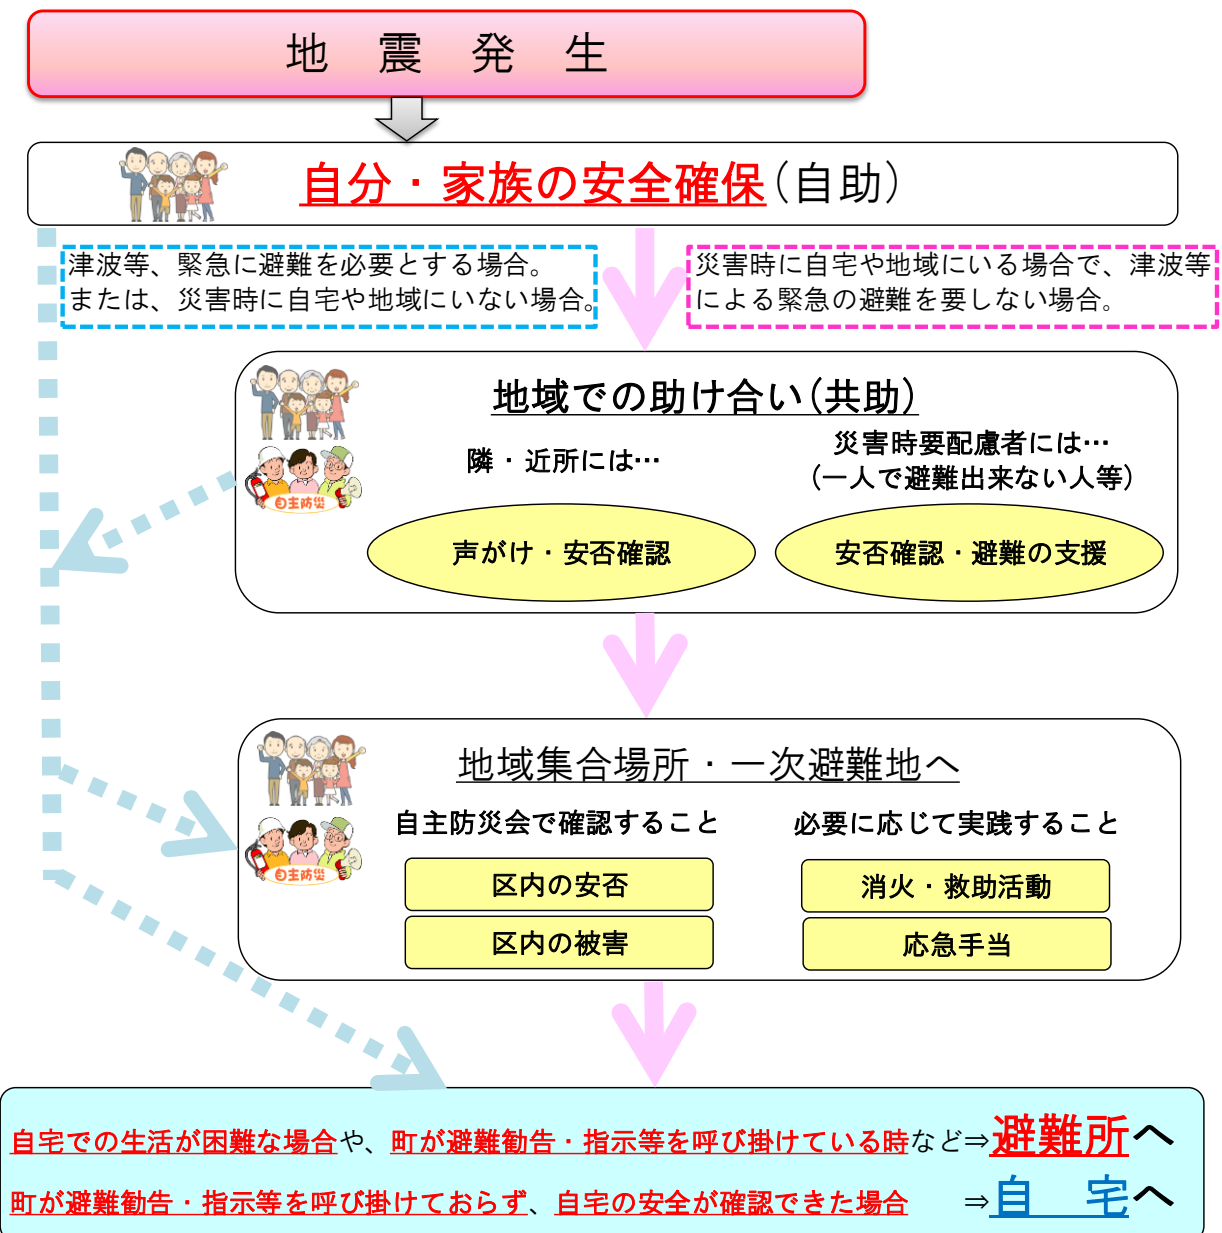 地　震　発　生
自分・家族の安全確保（自助）
津波等、緊急に避難を必要とする場合。
または、災害時に自宅や地域にいない場合。
災害時に自宅や地域にいる場合で、津波等
による緊急の避難を要しない場合。
地域での助け合い（共助）
隣・近所には…
災害時要配慮者には…
（一人で避難出来ない人等）
自主防災
声がけ・安否確認
安否確認・避難の支援
地域集合場所・一次避難地へ
自主防災会で確認すること
必要に応じて実践すること
自主防災
区内の安否
消火・救助活動
区内の被害
応急手当
自宅での生活が困難な場合や、町が避難勧告・指示等を呼び掛けている時など⇒避難所へ
町が避難勧告・指示等を呼び掛けておらず、自宅の安全が確認できた場合　⇒自　宅へ